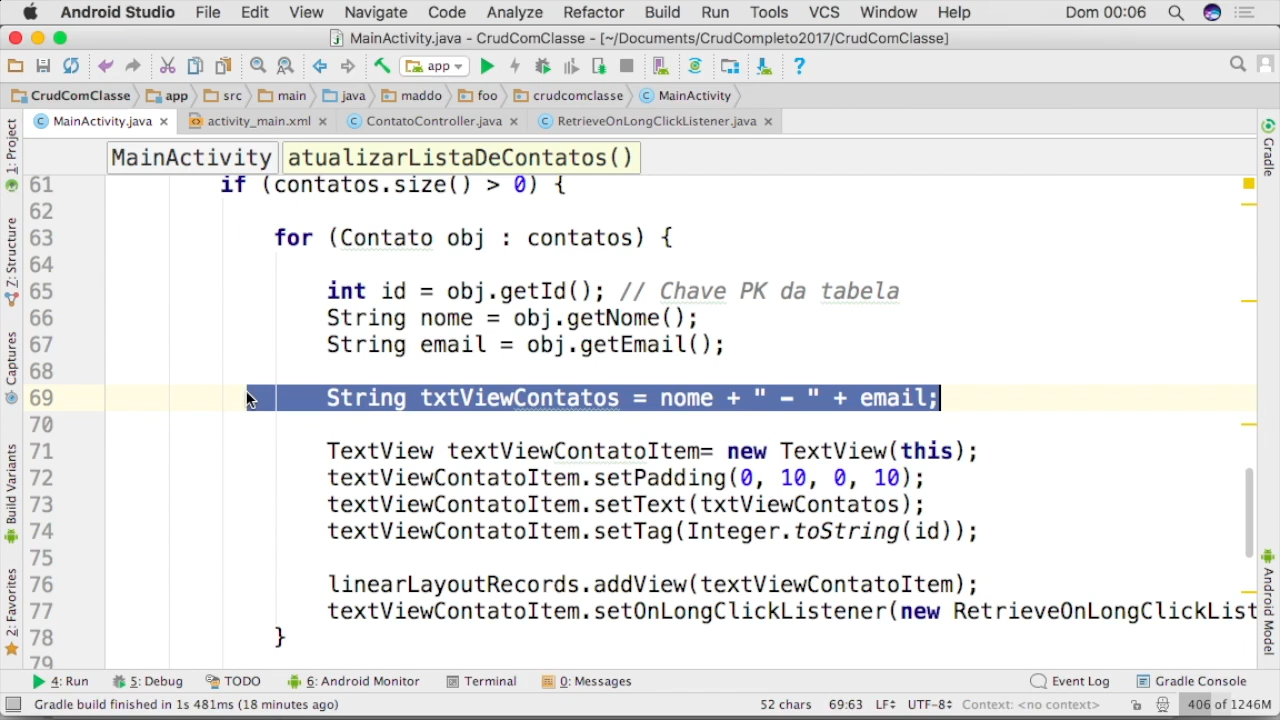 Android Studio File Edit View Navigate Code Analyze Refactor Build Run Tools VCS Window Help Dom 00:06
MainActivity.java - CrudComClasse - [~/Documents/CrudCompleto2017/CrudComClasse]
app
CrudComClasse app src main java maddo foo crudcomclasse MainActivity
MainActivity.java activity_main.xml ContatoController.java RetrieveOnLongClickListener.java
MainActivity atualizarListaDeContatos()
1: Project
Z: Structure
Captures
Build Variants
2: Favorites
61 if (contatos.size() > 0) {
62
63 for (Contato obj : contatos) {
64
65 int id = obj.getId(); // Chave PK da tabela
66 String nome = obj.getNome();
67 String email = obj.getEmail();
68
69 String txtViewContatos = nome + " - " + email;
70
71 TextView textViewContatoItem= new TextView(this);
72 textViewContatoItem.setPadding(0, 10, 0, 10);
73 textViewContatoItem.setText(txtViewContatos);
74 textViewContatoItem.setTag(Integer.toString(id));
75
76 linearLayoutRecords.addView(textViewContatoItem);
77 textViewContatoItem.setOnLongClickListener(new RetrieveOnLongClickList
78 }
79
Gradle
Android Model
4: Run 5: Debug TODO 6: Android Monitor Terminal 0: Messages Event Log Gradle Console
Gradle build finished in 1s 481ms (18 minutes ago) 52 chars 69:63 LF UTF-8 Context: <no context> 406 of 1246M